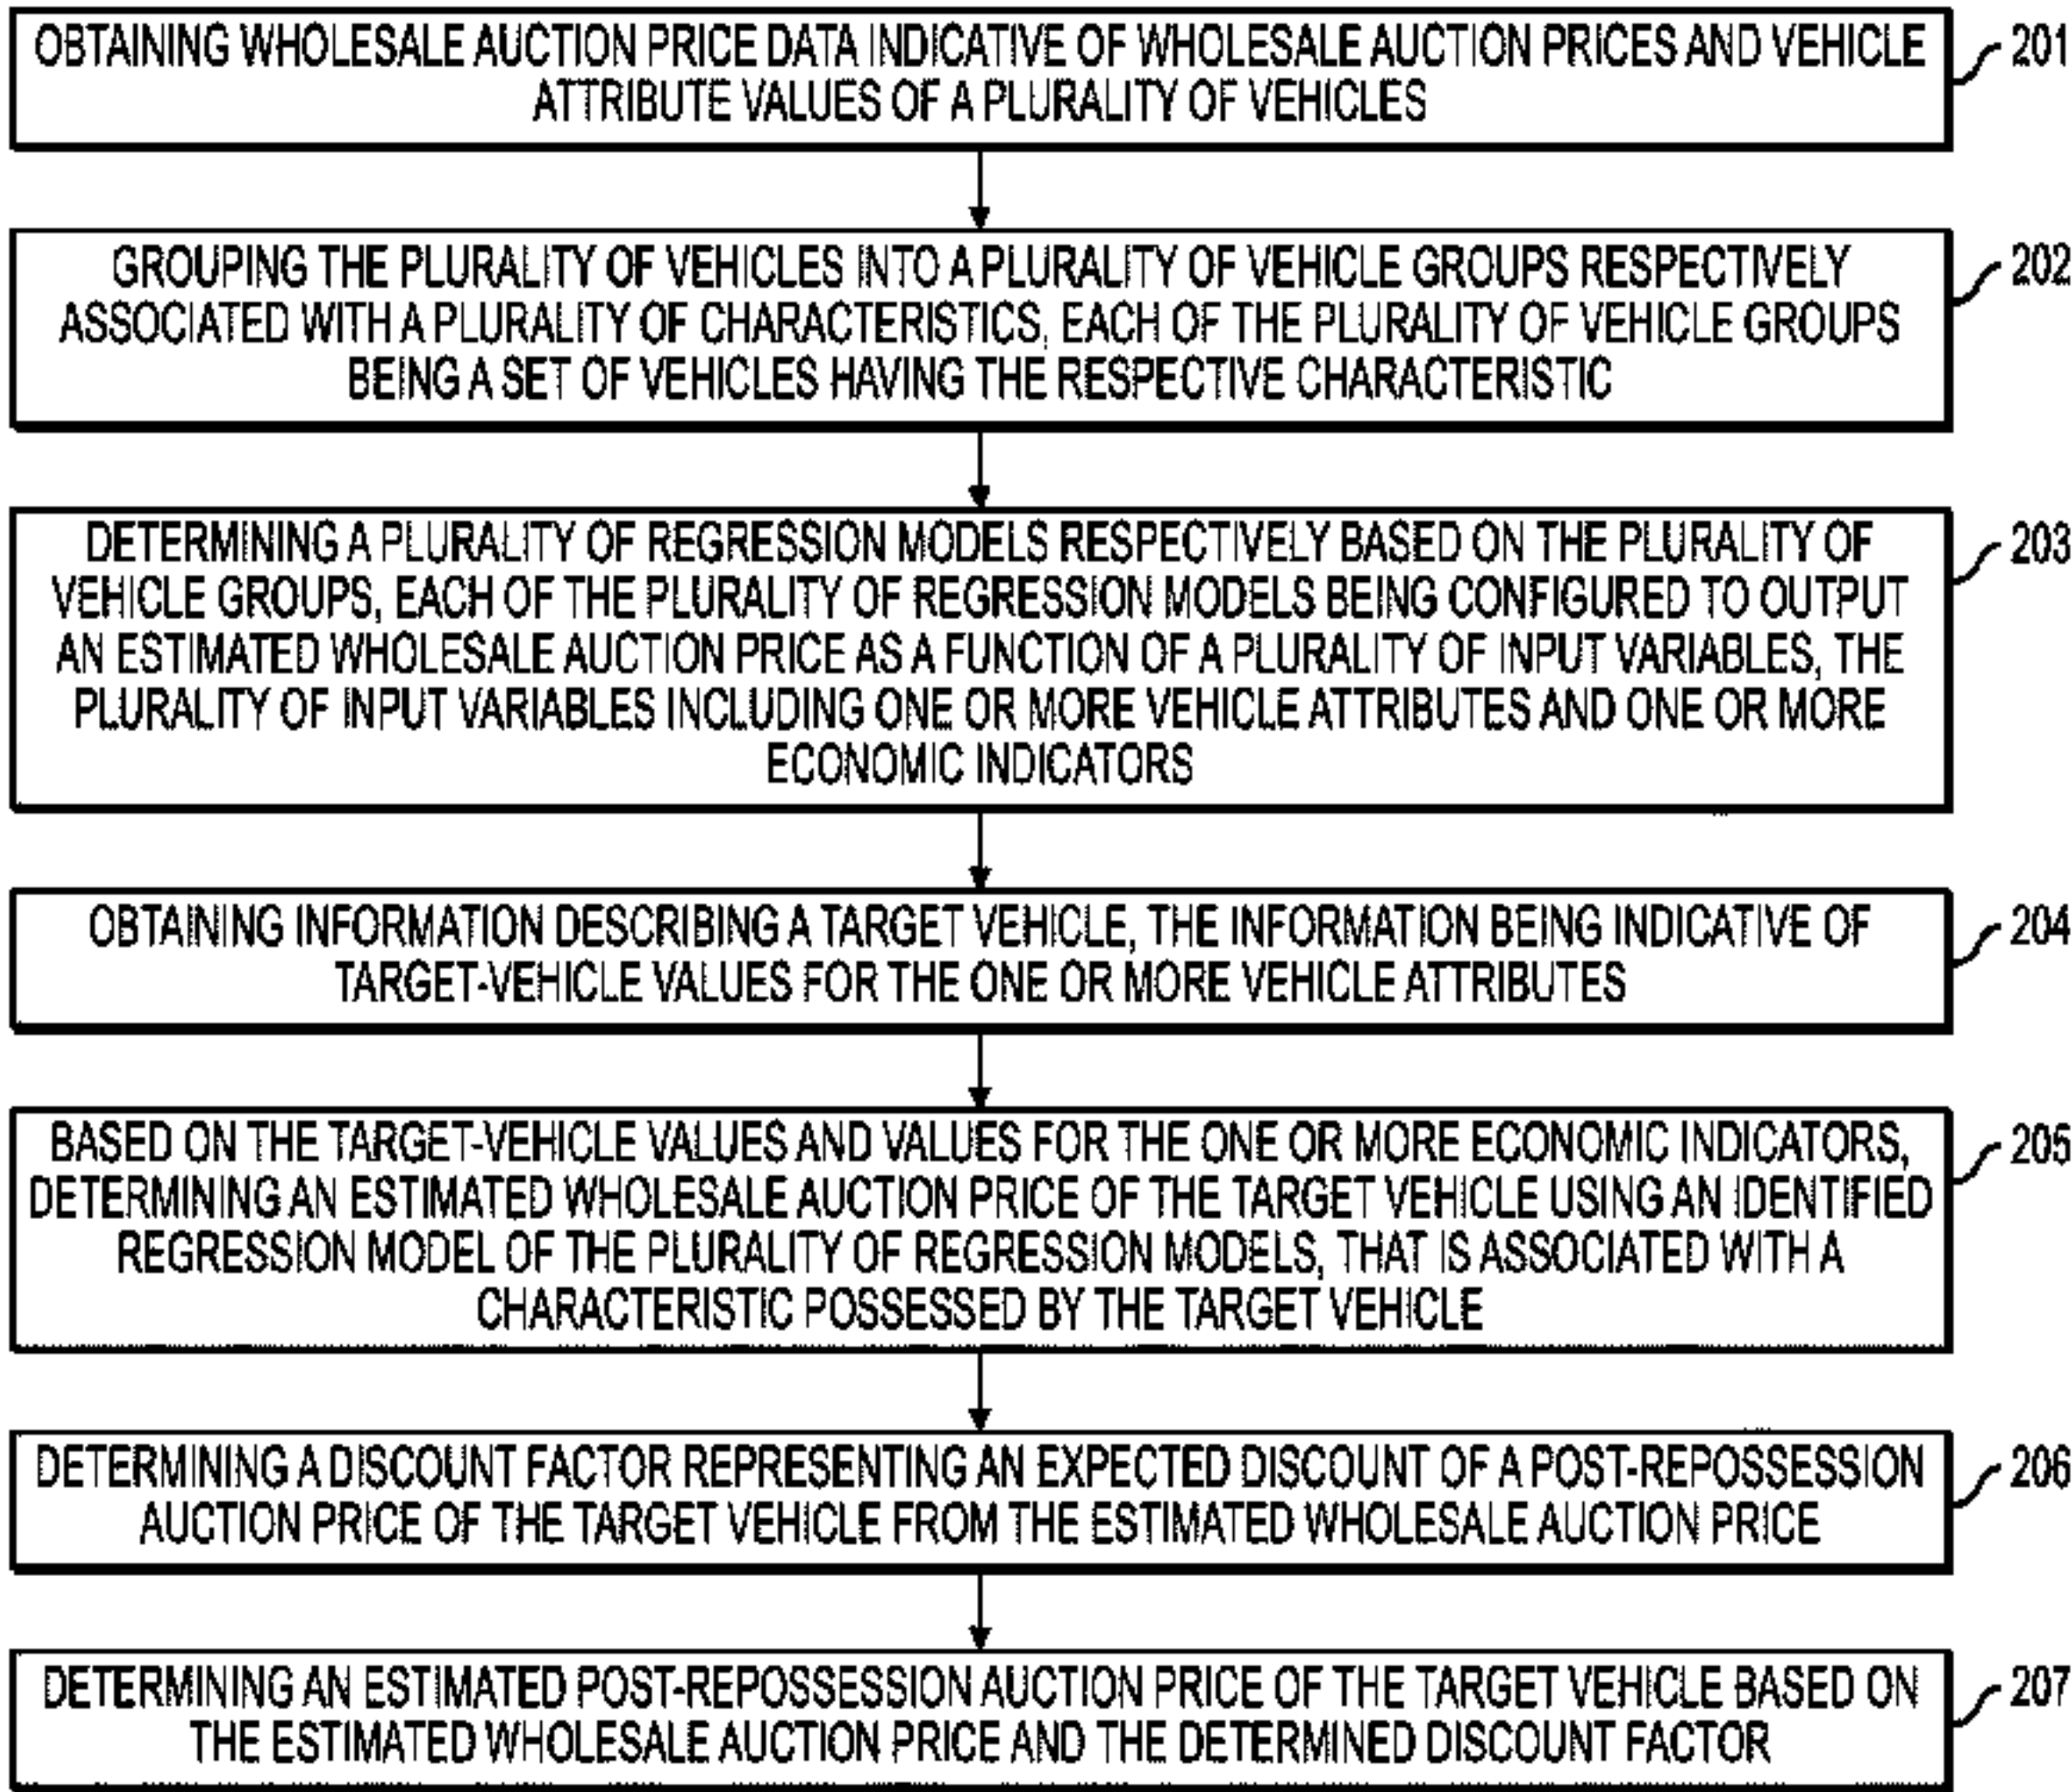 OBTAINING WHOLESALE AUCTION PRICE DATA INDICATIVE OF WHOLESALE AUCTION PRICES AND VEHICLE
ATTRIBUTE VALUES OF A PLURALITY OF VEHICLES
201
GROUPING THE PLURALITY OF VEHICLES INTO A PLURALITY OF VEHICLE GROUPS RESPECTIVELY
ASSOCIATED WITH A PLURALITY OF CHARACTERISTICS, EACH OF THE PLURALITY OF VEHICLE GROUPS
BEING A SET OF VEHICLES HAVING THE RESPECTIVE CHARACTERISTIC
202
DETERMINING A PLURALITY OF REGRESSION MODELS RESPECTIVELY BASED ON THE PLURALITY OF
VEHICLE GROUPS, EACH OF THE PLURALITY OF REGRESSION MODELS BEING CONFIGURED TO OUTPUT
AN ESTIMATED WHOLESALE AUCTION PRICE AS A FUNCTION OF A PLURALITY OF INPUT VARIABLES, THE
PLURALITY OF INPUT VARIABLES INCLUDING ONE OR MORE VEHICLE ATTRIBUTES AND ONE OR MORE
ECONOMIC INDICATORS
203
OBTAINING INFORMATION DESCRIBING A TARGET VEHICLE, THE INFORMATION BEING INDICATIVE OF
TARGET-VEHICLE VALUES FOR THE ONE OR MORE VEHICLE ATTRIBUTES
204
BASED ON THE TARGET-VEHICLE VALUES AND VALUES FOR THE ONE OR MORE ECONOMIC INDICATORS,
DETERMINING AN ESTIMATED WHOLESALE AUCTION PRICE OF THE TARGET VEHICLE USING AN IDENTIFIED
REGRESSION MODEL OF THE PLURALITY OF REGRESSION MODELS, THAT IS ASSOCIATED WITH A
CHARACTERISTIC POSSESSED BY THE TARGET VEHICLE
205
DETERMINING A DISCOUNT FACTOR REPRESENTING AN EXPECTED DISCOUNT OF A POST-REPOSSESSION
AUCTION PRICE OF THE TARGET VEHICLE FROM THE ESTIMATED WHOLESALE AUCTION PRICE
206
DETERMINING AN ESTIMATED POST-REPOSSESSION AUCTION PRICE OF THE TARGET VEHICLE BASED ON
THE ESTIMATED WHOLESALE AUCTION PRICE AND THE DETERMINED DISCOUNT FACTOR
207